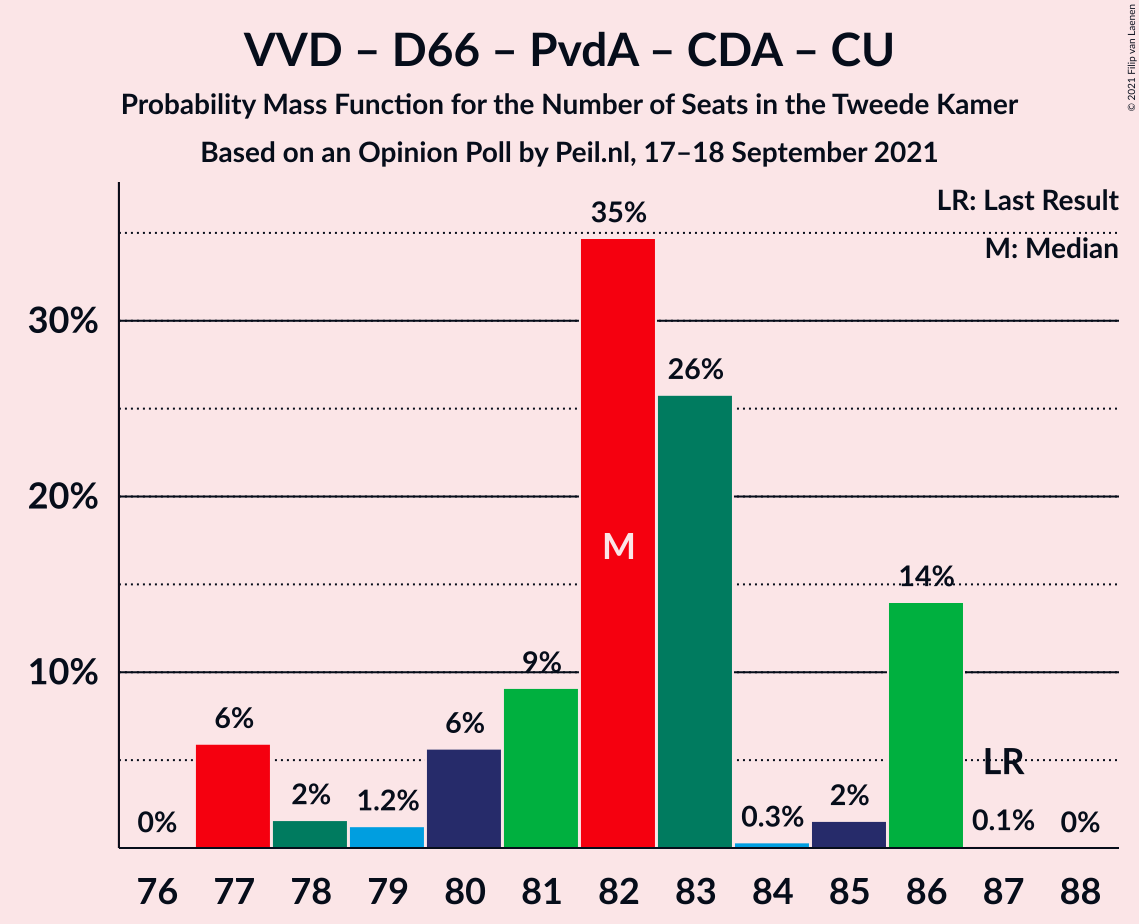 VVD – D66 – PvdA – CDA – CU
Probability Mass Function for the Number of Seats in the Tweede Kamer
Based on an Opinion Poll by Peil.nl, 17–18 September 2021
© 2021 Filip van Laenen
LR: Last Result
M: Median
35%
30%
26%
20%
M
14%
10%
9%
6%
6%
LR
2%
1.2%
2%
0%
0.3%
0.1%
0%
76 77 78 79 80 81 82 83 84 85 86 87 88